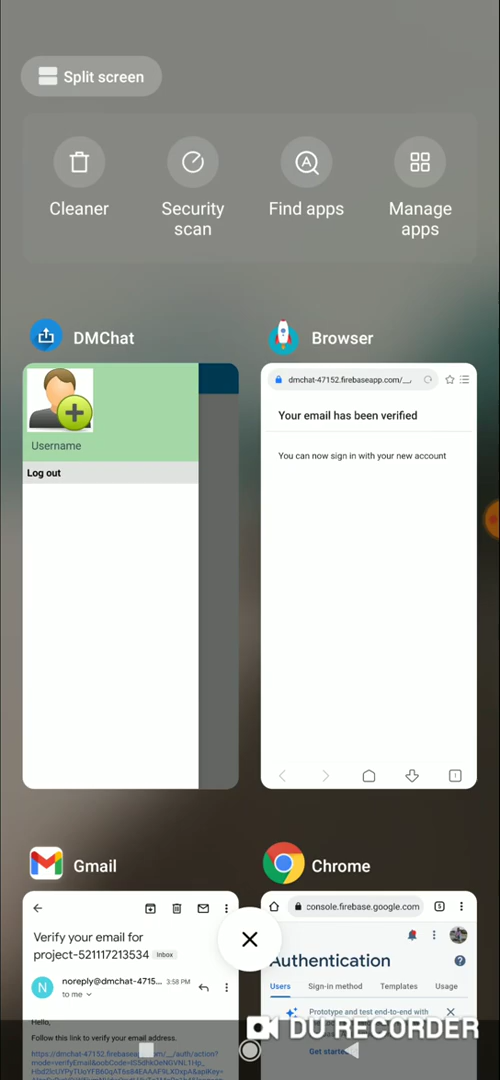 Split screen
Cleaner
Security
scan
Find apps
Manage
apps
DMChat
Browser
Username
Log out
dmchat-47152.firebaseapp.com/__/
Your email has been verified
You can now sign in with your new account
1
Gmail
Chrome
Verify your email for
project-521117213534 Inbox
N
noreply@dmchat-4715... 3:58 PM
to me
Hello,
Follow this link to verify your email address.
console.firebase.google.com
5
Authentication
Users Sign-in method Templates Usage
Prototype and test end-to-end with
Get started
DU RECORDER